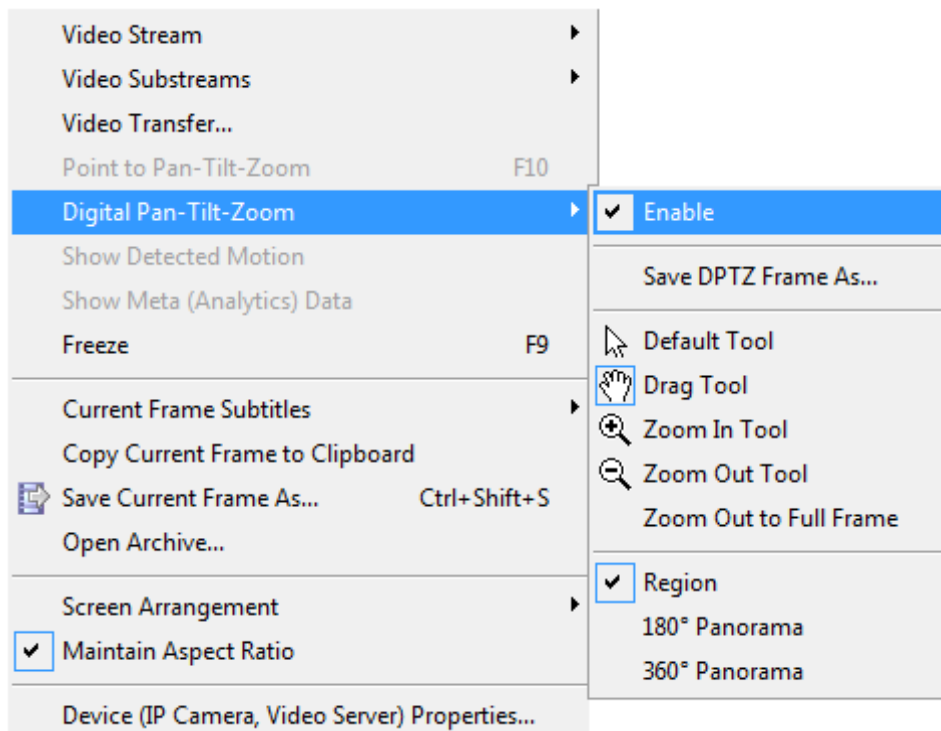 Video Stream
Video Substreams
Video Transfer...
Point to Pan-Tilt-Zoom F10
Digital Pan-Tilt-Zoom
Show Detected Motion
Show Meta (Analytics) Data
Freeze F9
Current Frame Subtitles
Copy Current Frame to Clipboard
Save Current Frame As... Ctrl+Shift+S
Open Archive...
Screen Arrangement
Maintain Aspect Ratio
Device (IP Camera, Video Server) Properties...
Enable
Save DPTZ Frame As...
Default Tool
Drag Tool
Zoom In Tool
Zoom Out Tool
Zoom Out to Full Frame
Region
180° Panorama
360° Panorama